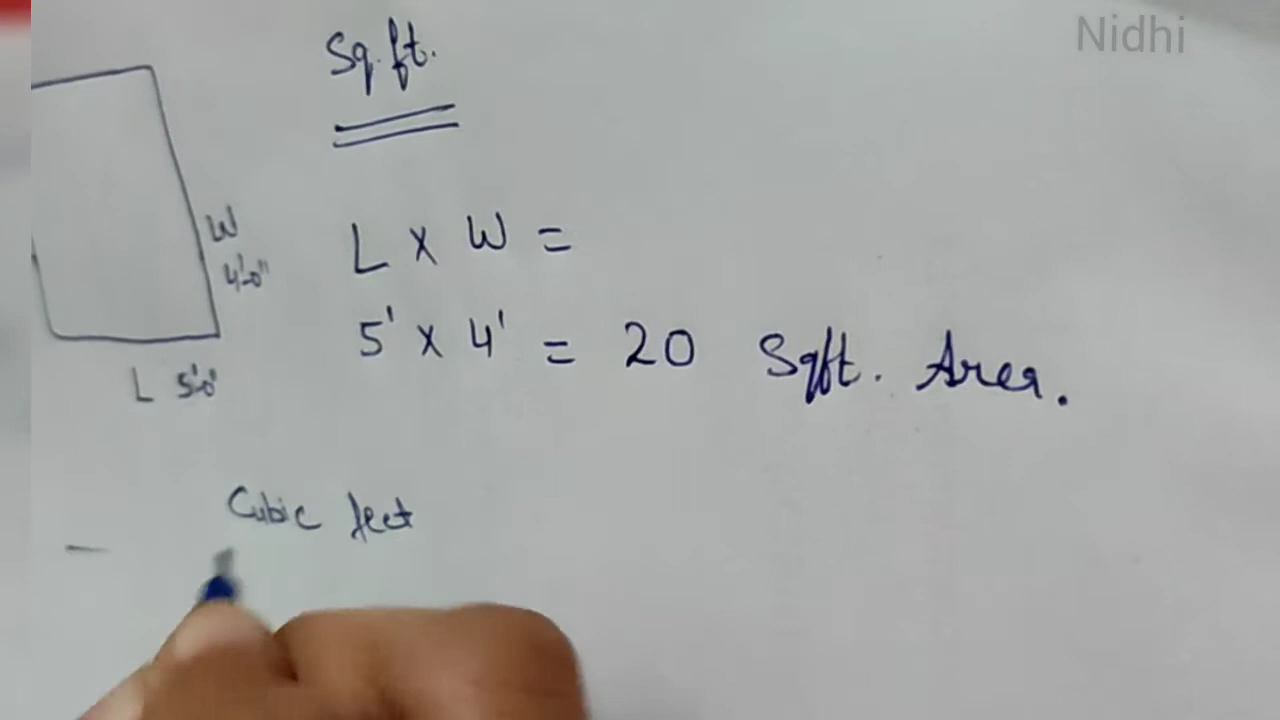 Nidhi
Sq.ft.
W
4'-0"
L 5'-0"
L x W =
5' x 4' = 20 Sqft. Area.
Cubic feet